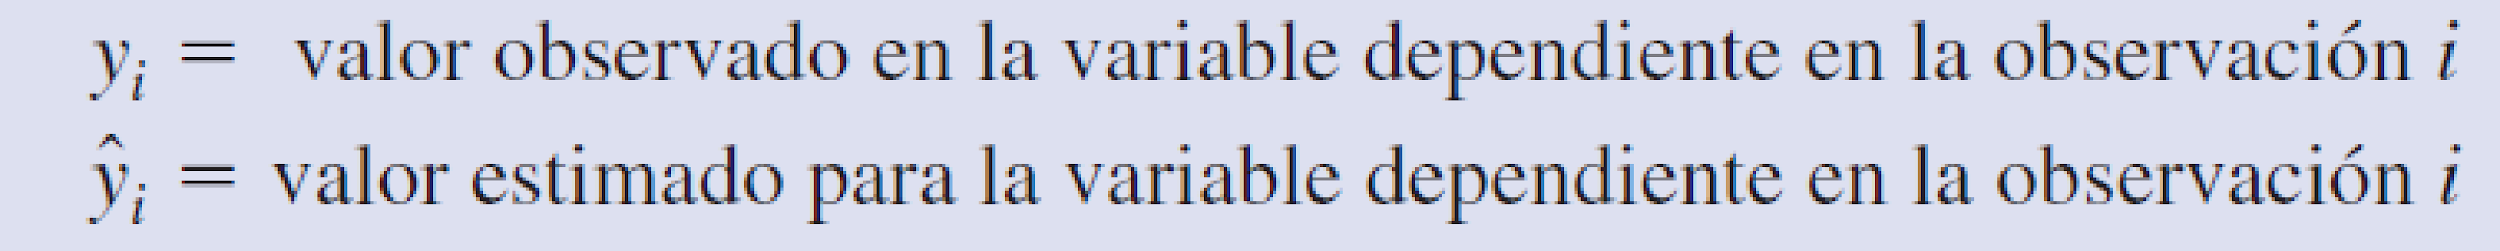 yᵢ = valor observado en la variable dependiente en la observación i
ŷᵢ = valor estimado para la variable dependiente en la observación i